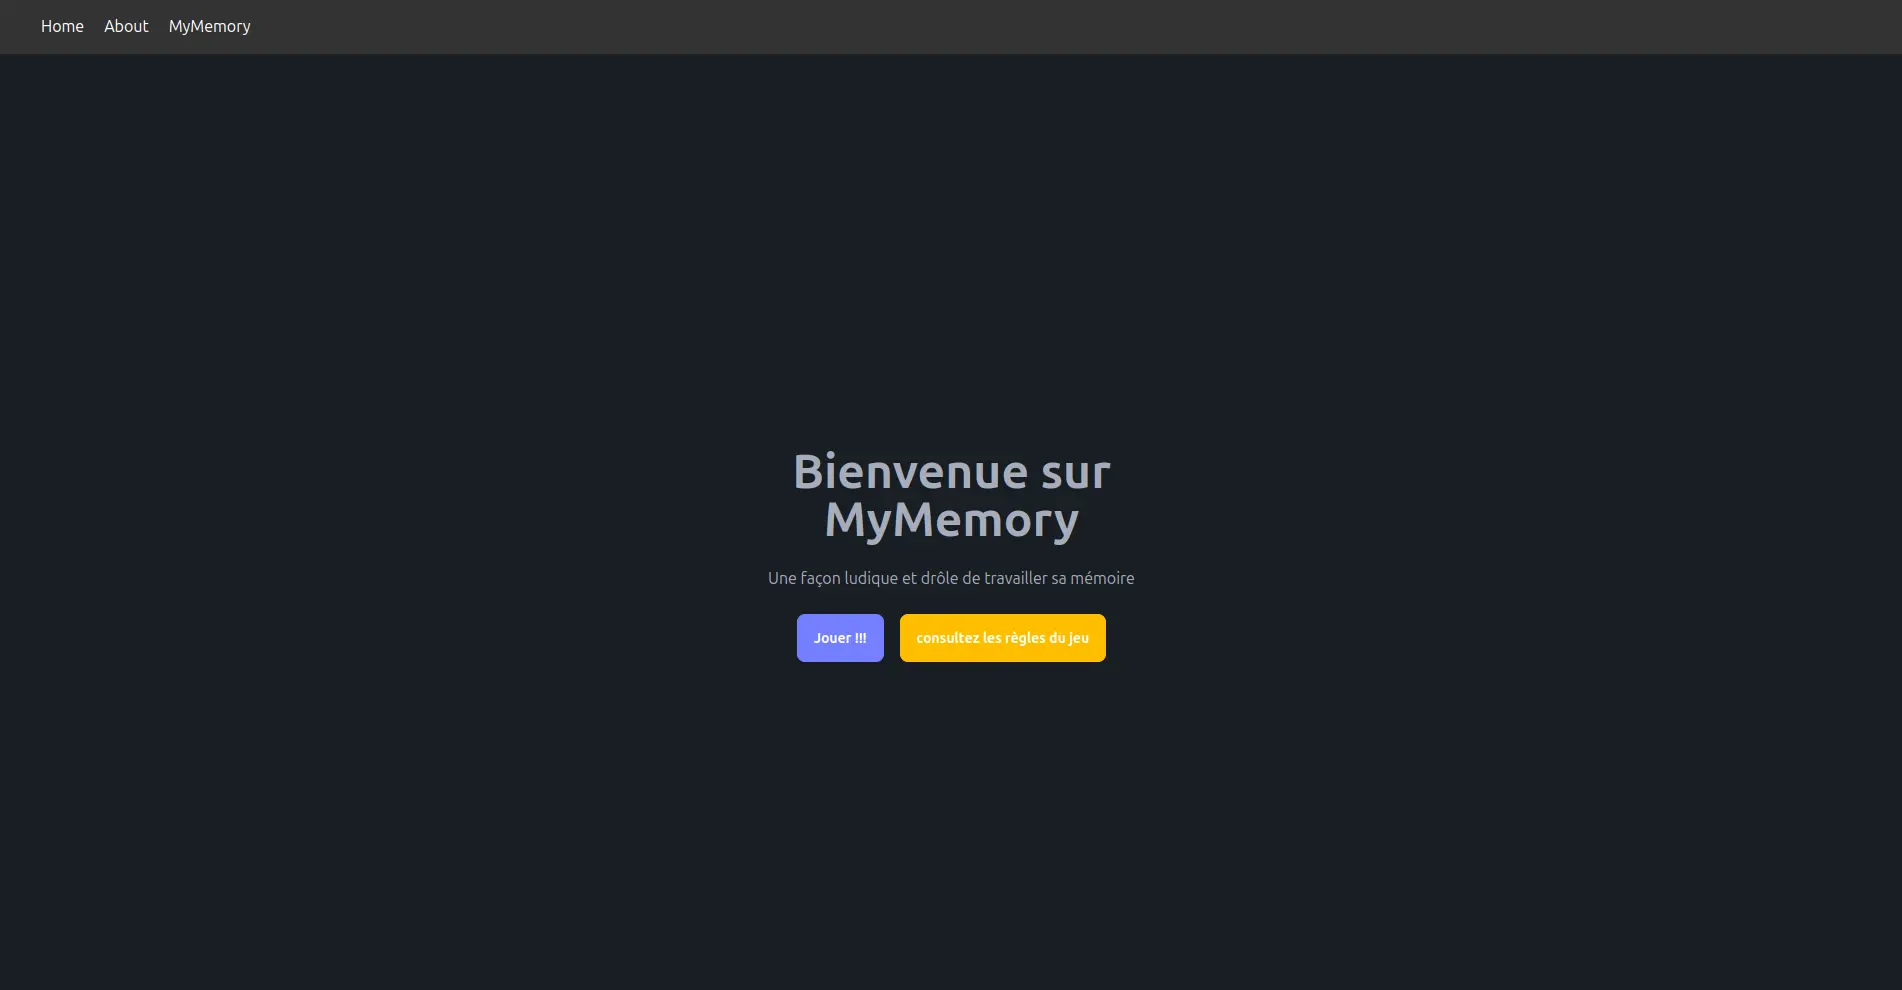 Home About MyMemory
Bienvenue sur
MyMemory
Une façon ludique et drôle de travailler sa mémoire
Jouer !!! consultez les règles du jeu